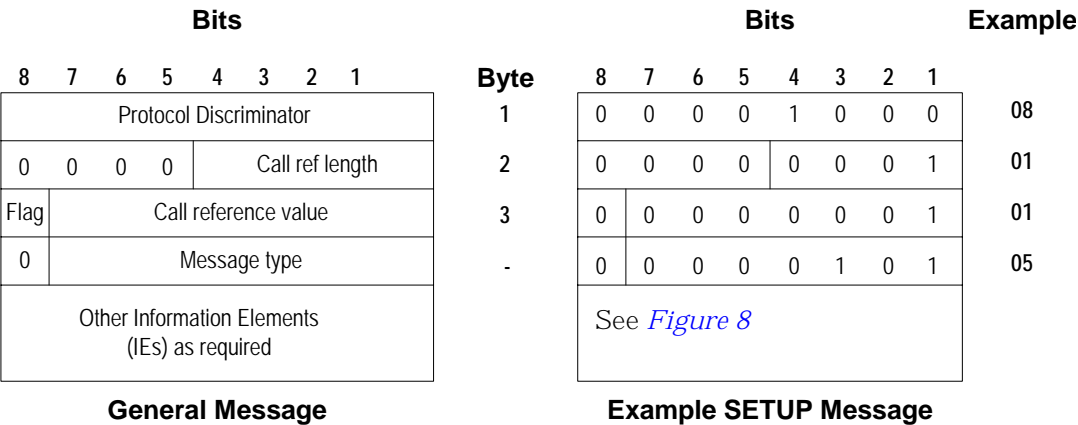 Bits Bits Example
8 7 6 5 4 3 2 1 Byte 8 7 6 5 4 3 2 1
Protocol Discriminator 1 0 0 0 0 1 0 0 0 08
0 0 0 0 Call ref length 2 0 0 0 0 0 0 0 1 01
Flag Call reference value 3 0 0 0 0 0 0 0 1 01
0 Message type - 0 0 0 0 0 1 0 1 05
Other Information Elements See Figure 8
(IEs) as required
General Message Example SETUP Message